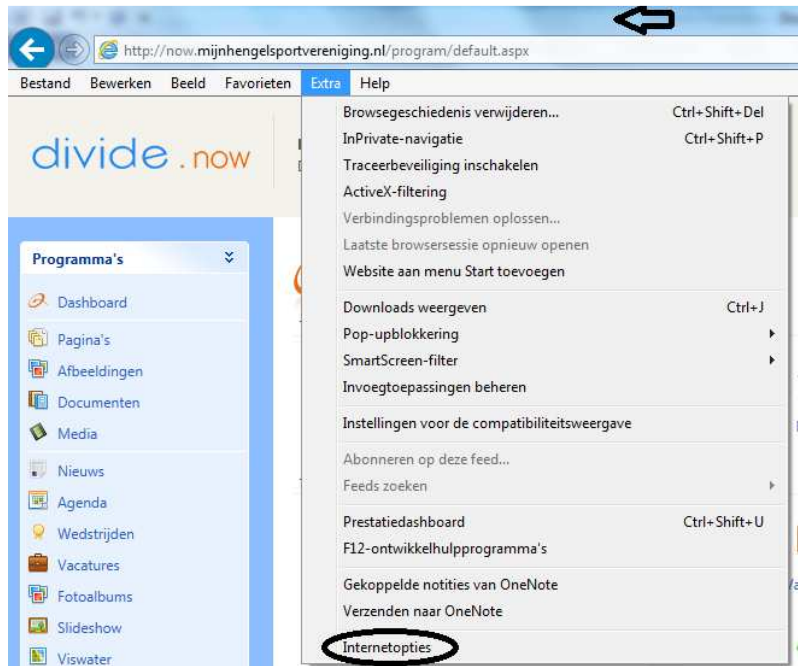 http://now.mijnhengelsportvereniging.nl/program/default.aspx
Bestand Bewerken Beeld Favorieten Extra Help
divide.now
Browsegeschiedenis verwijderen... Ctrl+Shift+Del
InPrivate-navigatie Ctrl+Shift+P
Traceerbeveiliging inschakelen
ActiveX-filtering
Verbindingsproblemen oplossen...
Laatste browsersessie opnieuw openen
Website aan menu Start toevoegen
Downloads weergeven Ctrl+J
Pop-upblokkering
SmartScreen-filter
Invoegtoepassingen beheren
Instellingen voor de compatibiliteitsweergave
Abonneren op deze feed...
Feeds zoeken
Prestatiedashboard Ctrl+Shift+U
F12-ontwikkelhulpprogramma's
Gekoppelde notities van OneNote
Verzenden naar OneNote
Internetopties
Programma's
Dashboard
Pagina's
Afbeeldingen
Documenten
Media
Nieuws
Agenda
Wedstrijden
Vacatures
Fotoalbums
Slideshow
Viswater